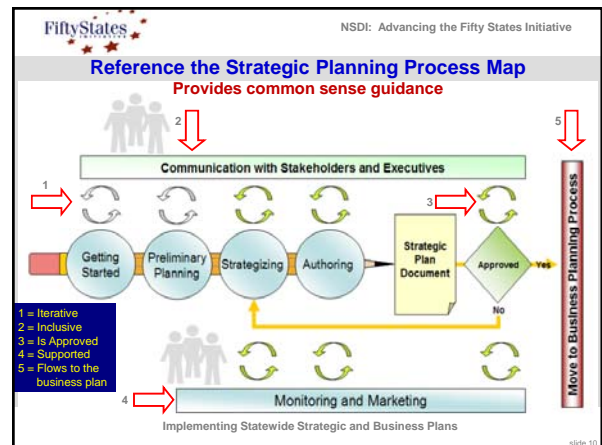 FiftyStates
INITIATIVE
NSDI: Advancing the Fifty States Initiative
Reference the Strategic Planning Process Map
Provides common sense guidance
2
5
Communication with Stakeholders and Executives
1
3
Getting
Started
Preliminary
Planning
Strategizing
Authoring
Strategic
Plan
Document
Approved
Yes
No
Move to Business Planning Process
1 = Iterative
2 = Inclusive
3 = Is Approved
4 = Supported
5 = Flows to the
business plan
4
Monitoring and Marketing
Implementing Statewide Strategic and Business Plans
slide 10